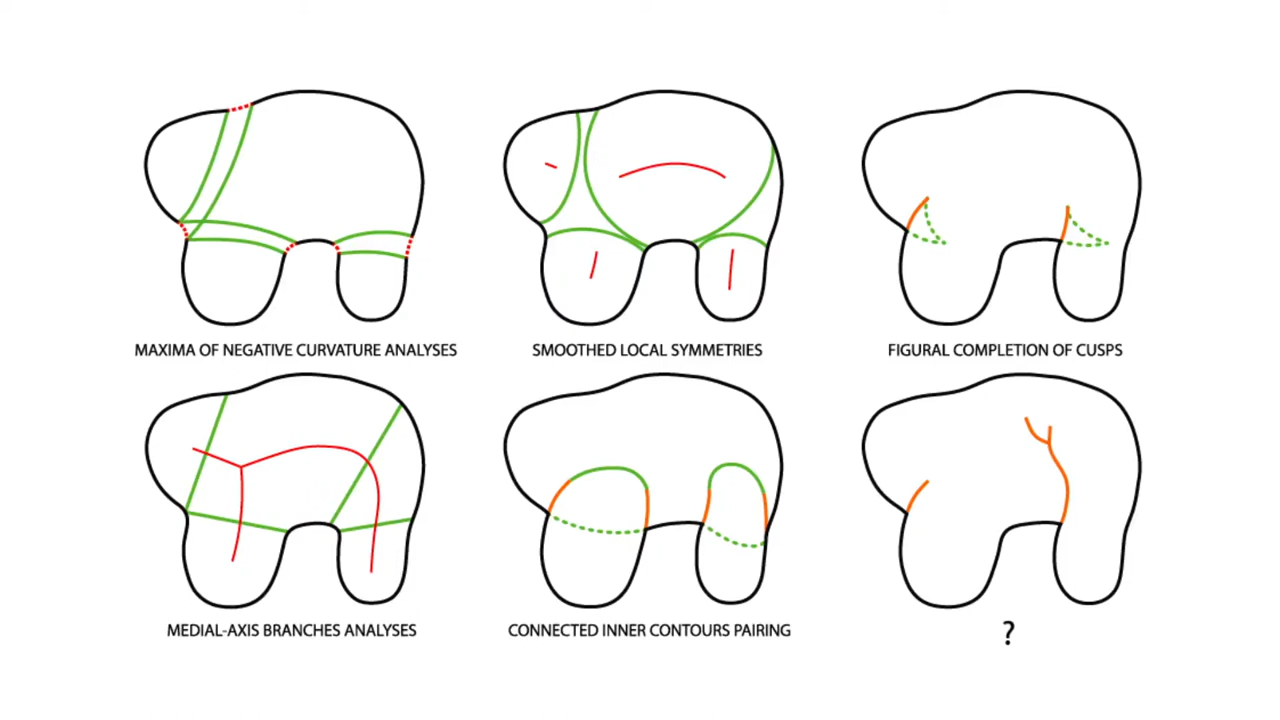 MAXIMA OF NEGATIVE CURVATURE ANALYSES
SMOOTHED LOCAL SYMMETRIES
FIGURAL COMPLETION OF CUSPS
MEDIAL-AXIS BRANCHES ANALYSES
CONNECTED INNER CONTOURS PAIRING
?